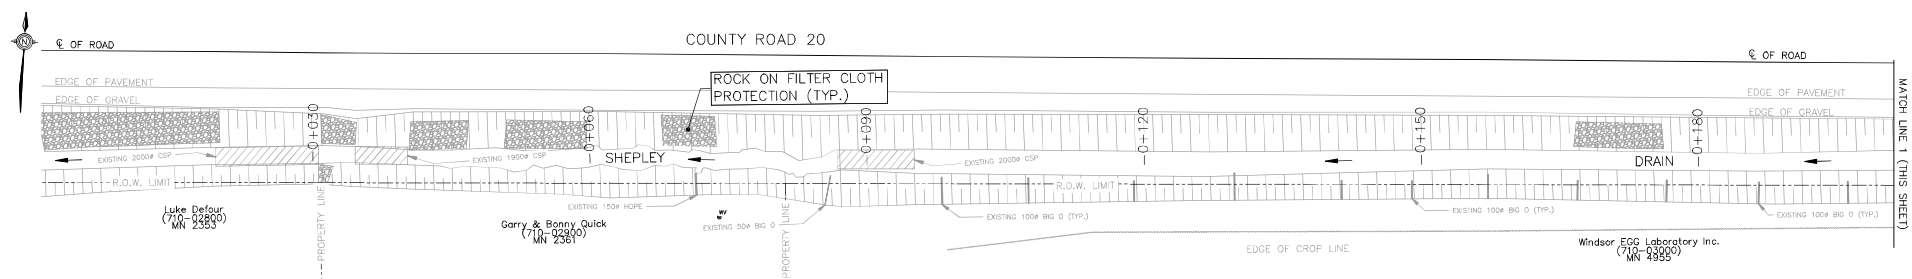 ℄ OF ROAD
COUNTY ROAD 20
℄ OF ROAD
EDGE OF PAVEMENT
ROCK ON FILTER CLOTH
PROTECTION (TYP.)
EDGE OF PAVEMENT
EDGE OF GRAVEL
EDGE OF GRAVEL
MATCH LINE 1 (THIS SHEET)
0+030
0+060
0+090
0+120
0+150
0+180
EXISTING 2000ø CSP
EXISTING 1900ø CSP
SHEPLEY
EXISTING 2000ø CSP
DRAIN
R.O.W. LIMIT
R.O.W. LIMIT
EXISTING 150ø HDPE
EXISTING 50ø BIG O
EXISTING 100ø BIG O (TYP.)
EXISTING 100ø BIG O (TYP.)
EXISTING 100ø BIG O (TYP.)
WV
PROPERTY LINE
PROPERTY LINE
Luke Defour
(710-02800)
MN 2353
Garry & Bonny Quick
(710-02900)
MN 2361
EDGE OF CROP LINE
Windsor EGG Laboratory Inc.
(710-03000)
MN 4955
N